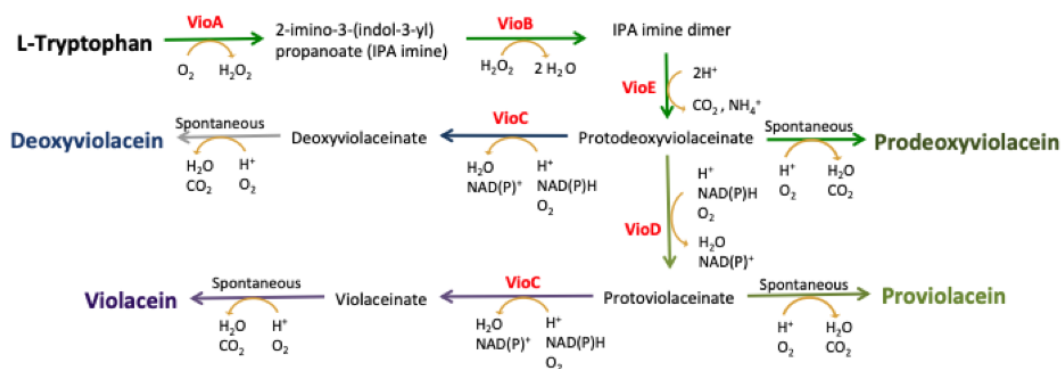 VioA
VioB
L-Tryptophan
2-imino-3-(indol-3-yl)
propanoate (IPA imine)
IPA imine dimer
O₂ H₂O₂
H₂O₂ 2 H₂O
VioE
2H⁺
CO₂ , NH₄⁺
Deoxyviolacein
Spontaneous
Deoxyviolaceinate
VioC
Protodeoxyviolaceinate
Spontaneous
Prodeoxyviolacein
H₂O H⁺
CO₂ O₂
H₂O H⁺
NAD(P)⁺ NAD(P)H
O₂
H⁺ H₂O
O₂ CO₂
VioD
H⁺
NAD(P)H
O₂
H₂O
NAD(P)⁺
Violacein
Spontaneous
Violaceinate
VioC
Protoviolaceinate
Spontaneous
Proviolacein
H₂O H⁺
CO₂ O₂
H₂O H⁺
NAD(P)⁺ NAD(P)H
O₂
H⁺ H₂O
O₂ CO₂